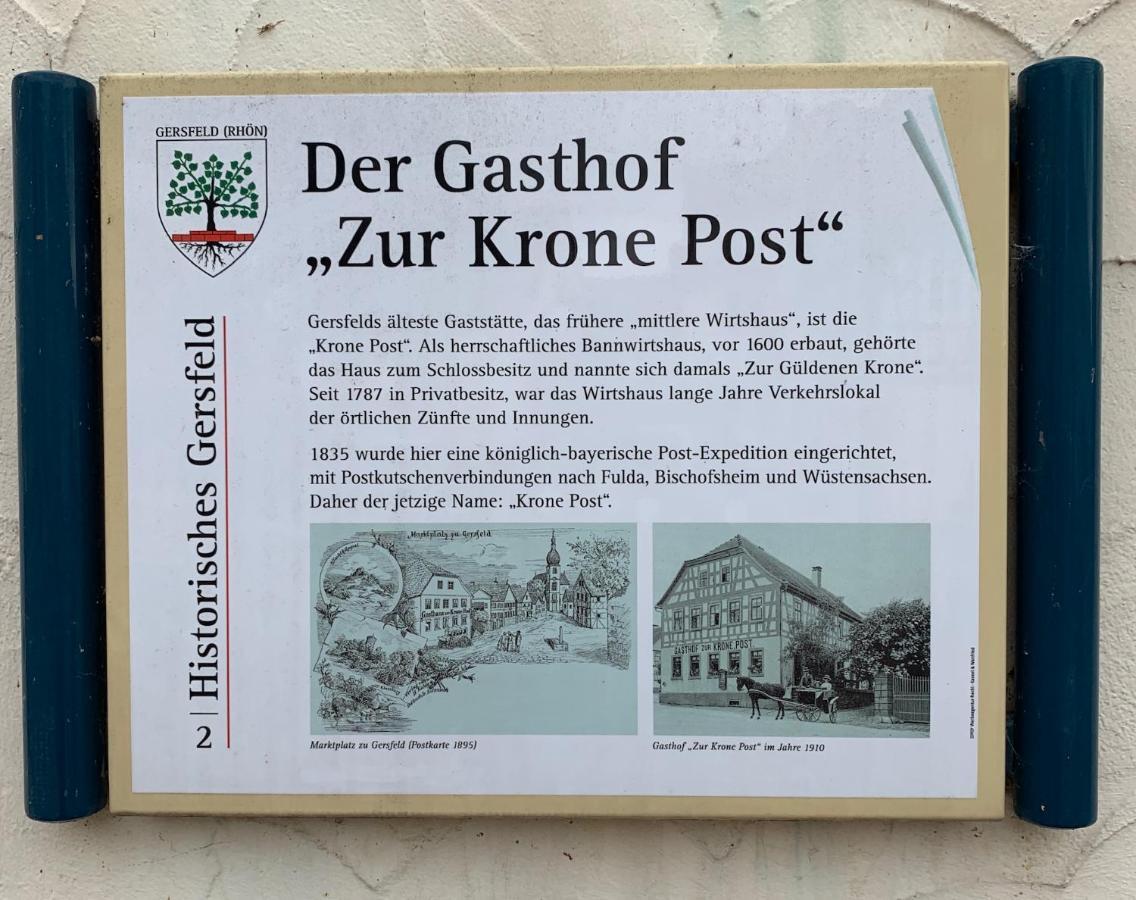 GERSFELD (RHÖN)
Der Gasthof
„Zur Krone Post“
2 | Historisches Gersfeld
Gersfelds älteste Gaststätte, das frühere „mittlere Wirtshaus“, ist die
„Krone Post“. Als herrschaftliches Bannwirtshaus, vor 1600 erbaut, gehörte
das Haus zum Schlossbesitz und nannte sich damals „Zur Güldenen Krone“.
Seit 1787 in Privatbesitz, war das Wirtshaus lange Jahre Verkehrslokal
der örtlichen Zünfte und Innungen.
1835 wurde hier eine königlich-bayerische Post-Expedition eingerichtet,
mit Postkutschenverbindungen nach Fulda, Bischofsheim und Wüstensachsen.
Daher der jetzige Name: „Krone Post“.
Marktplatz zu Gersfeld
GASTHOF ZUR KRONE POST
Marktplatz zu Gersfeld (Postkarte 1895)
Gasthof „Zur Krone Post“ im Jahre 1910